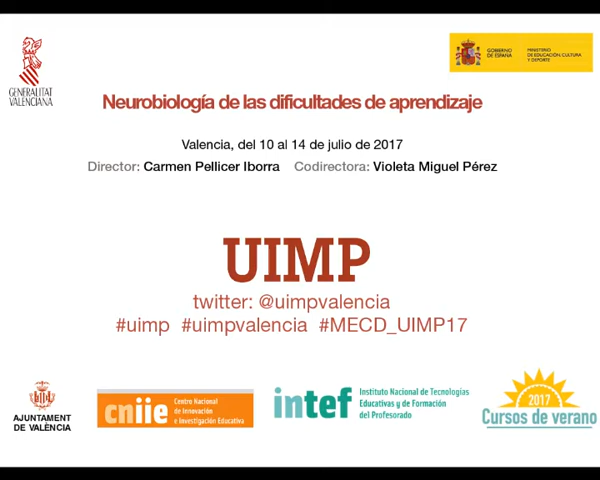 GENERALITAT
VALENCIANA
GOBIERNO
DE ESPAÑA
MINISTERIO
DE EDUCACIÓN, CULTURA
Y DEPORTE
Neurobiología de las dificultades de aprendizaje
Valencia, del 10 al 14 de julio de 2017
Director: Carmen Pellicer Iborra Codirectora: Violeta Miguel Pérez
UIMP
twitter: @uimpvalencia
#uimp #uimpvalencia #MECD_UIMP17
AJUNTAMENT
DE VALÈNCIA
cniie
Centro Nacional
de Innovación
e Investigación Educativa
intef
Instituto Nacional de Tecnologías
Educativas y de Formación
del Profesorado
2017
Cursos de verano